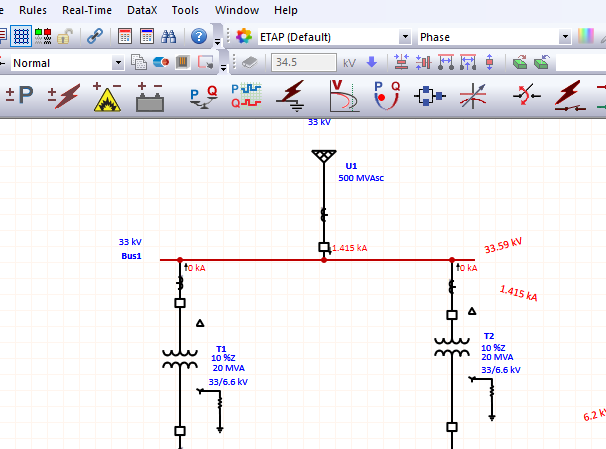 e Rules Real-Time DataX Tools Window Help
ETAP (Default) Phase
Normal 34.5 kV
P P Q P Q V P Q
33 kV
U1
500 MVAsc
33 kV
Bus1
1.415 kA
33.59 kV
0 kA
0 kA
1.415 kA
T1
10 %Z
20 MVA
33/6.6 kV
T2
10 %Z
20 MVA
33/6.6 kV
6.2 k